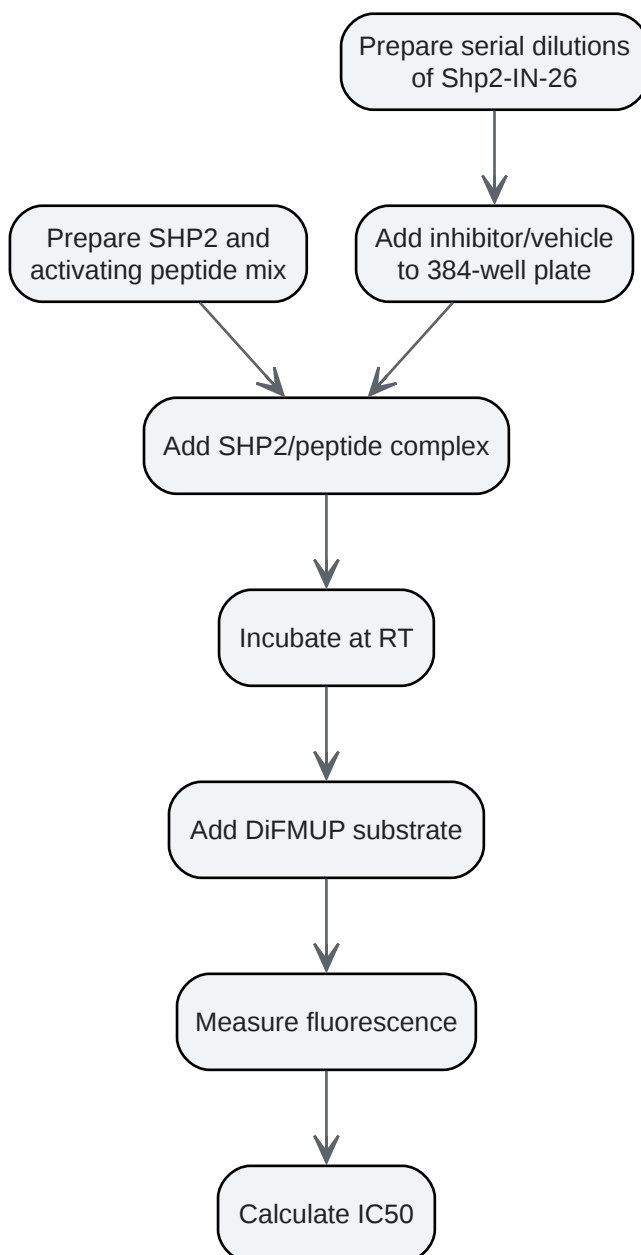 Prepare serial dilutions
of Shp2-IN-26
Prepare SHP2 and
activating peptide mix
Add inhibitor/vehicle
to 384-well plate
Add SHP2/peptide complex
Incubate at RT
Add DiFMUP substrate
Measure fluorescence
Calculate IC50